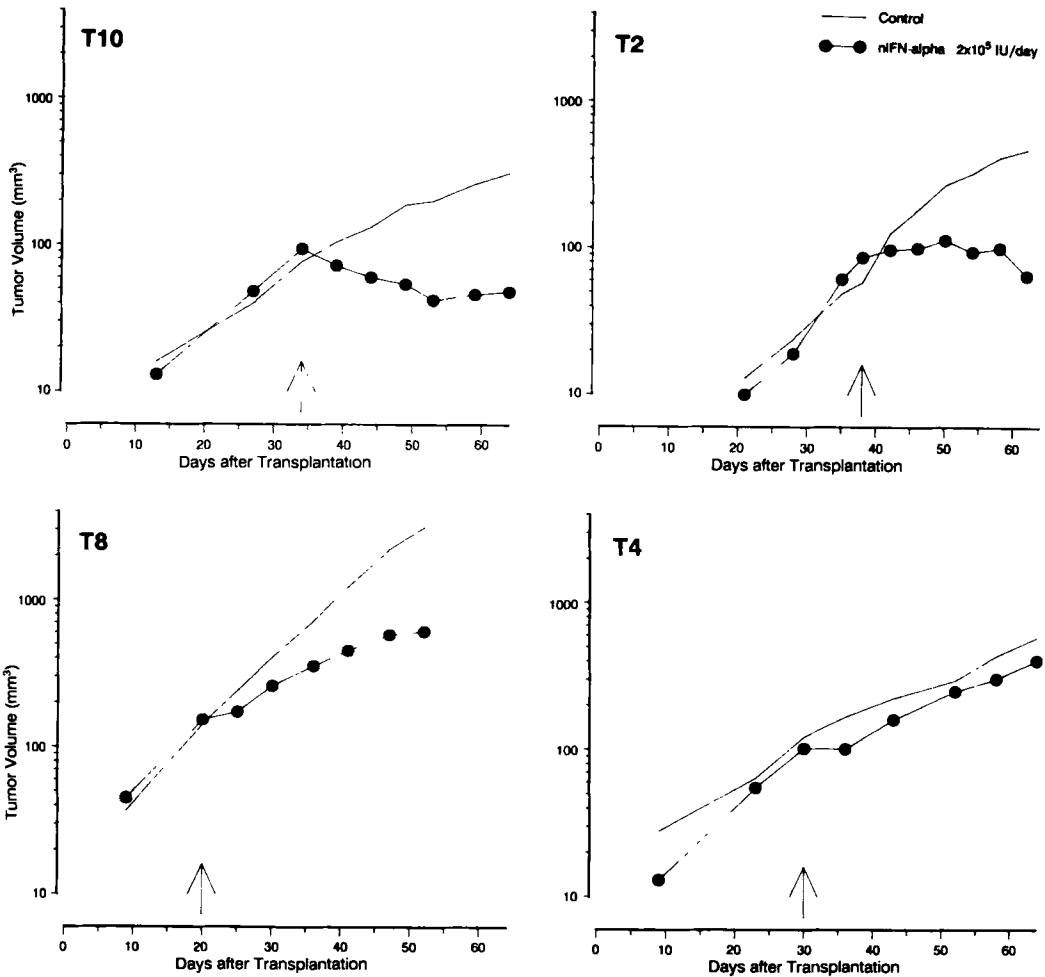 T10
Tumor Volume (mm³)
1000
100
10
0 10 20 30 40 50 60
Days after Transplantation
T2
Control
nIFN-alpha 2x10⁵ IU/day
1000
100
10
0 10 20 30 40 50 60
Days after Transplantation
T8
Tumor Volume (mm³)
1000
100
10
0 10 20 30 40 50 60
Days after Transplantation
T4
1000
100
10
0 10 20 30 40 50 60
Days after Transplantation